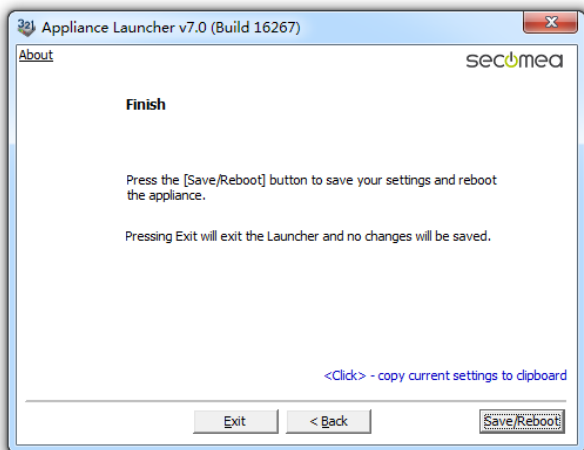 Appliance Launcher v7.0 (Build 16267)
About
secomea
Finish
Press the [Save/Reboot] button to save your settings and reboot
the appliance.
Pressing Exit will exit the Launcher and no changes will be saved.
<Click> - copy current settings to clipboard
Exit
< Back
Save/Reboot